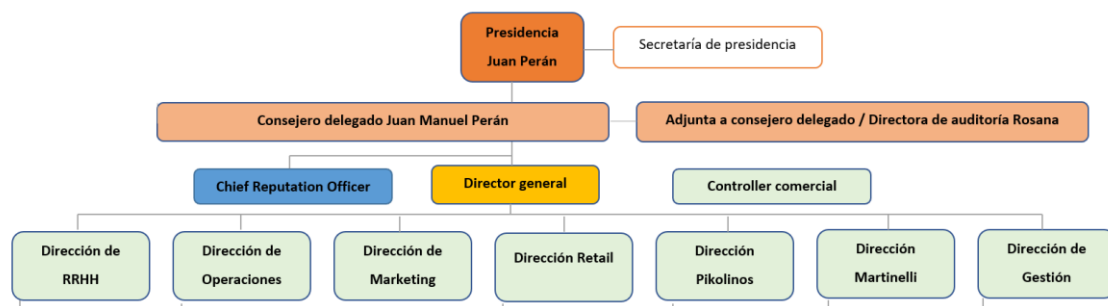 Presidencia
Juan Perán
Secretaría de presidencia
Consejero delegado Juan Manuel Perán
Adjunta a consejero delegado / Directora de auditoría Rosana
Chief Reputation Officer
Director general
Controller comercial
Dirección de
RRHH
Dirección de
Operaciones
Dirección de
Marketing
Dirección Retail
Dirección
Pikolinos
Dirección
Martinelli
Dirección de
Gestión